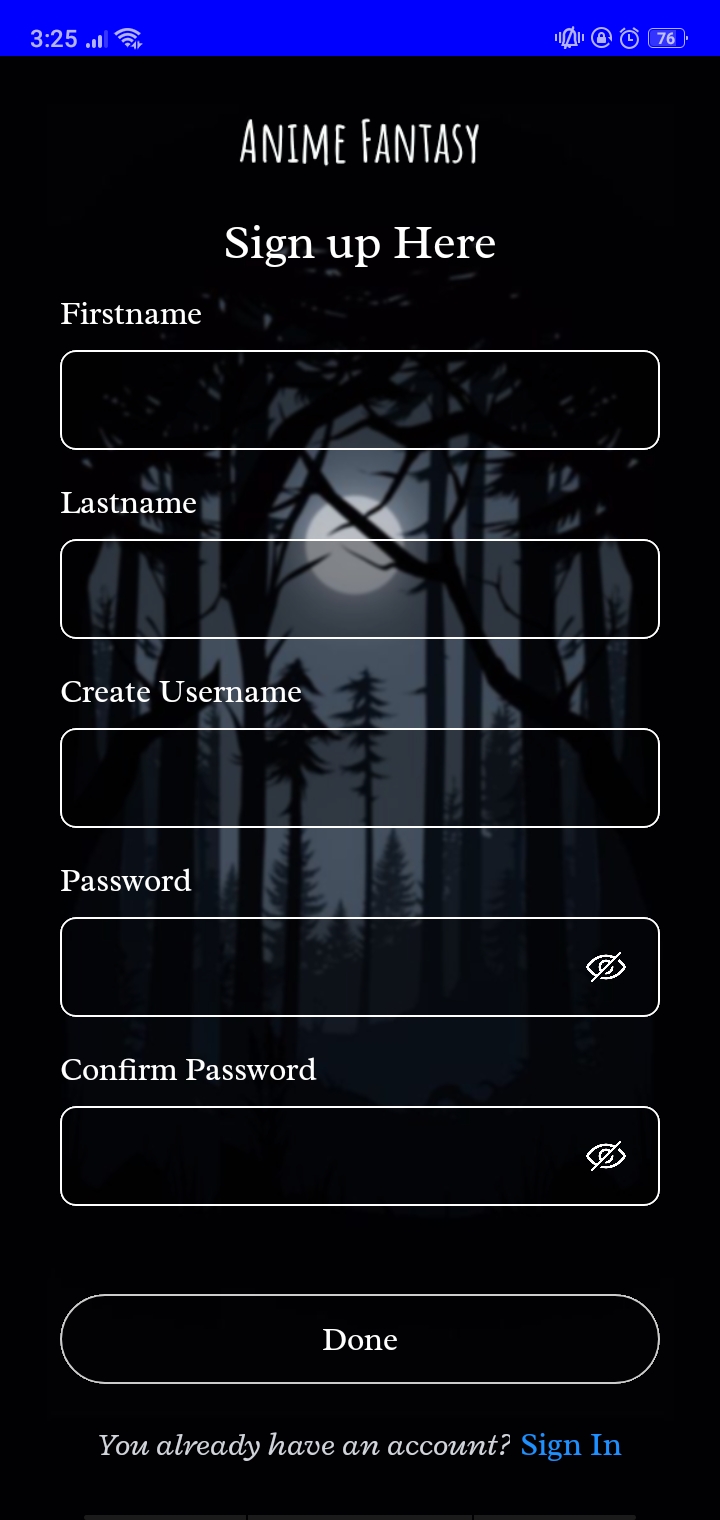 3:25
76
Anime Fantasy
Sign up Here
Firstname
Lastname
Create Username
Password
Confirm Password
Done
You already have an account? Sign In